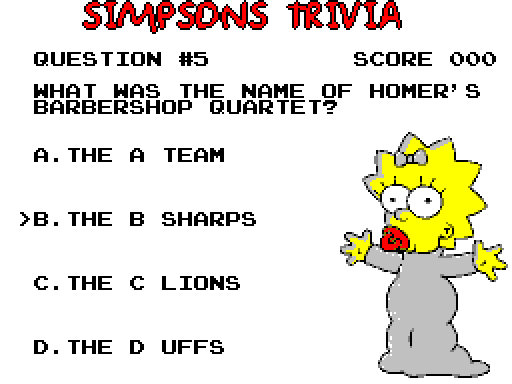 SIMPSONS TRIVIA
QUESTION #5 SCORE 000
WHAT WAS THE NAME OF HOMER'S
BARBERSHOP QUARTET?
A.THE A TEAM
>B.THE B SHARPS
C.THE C LIONS
D.THE D UFFS